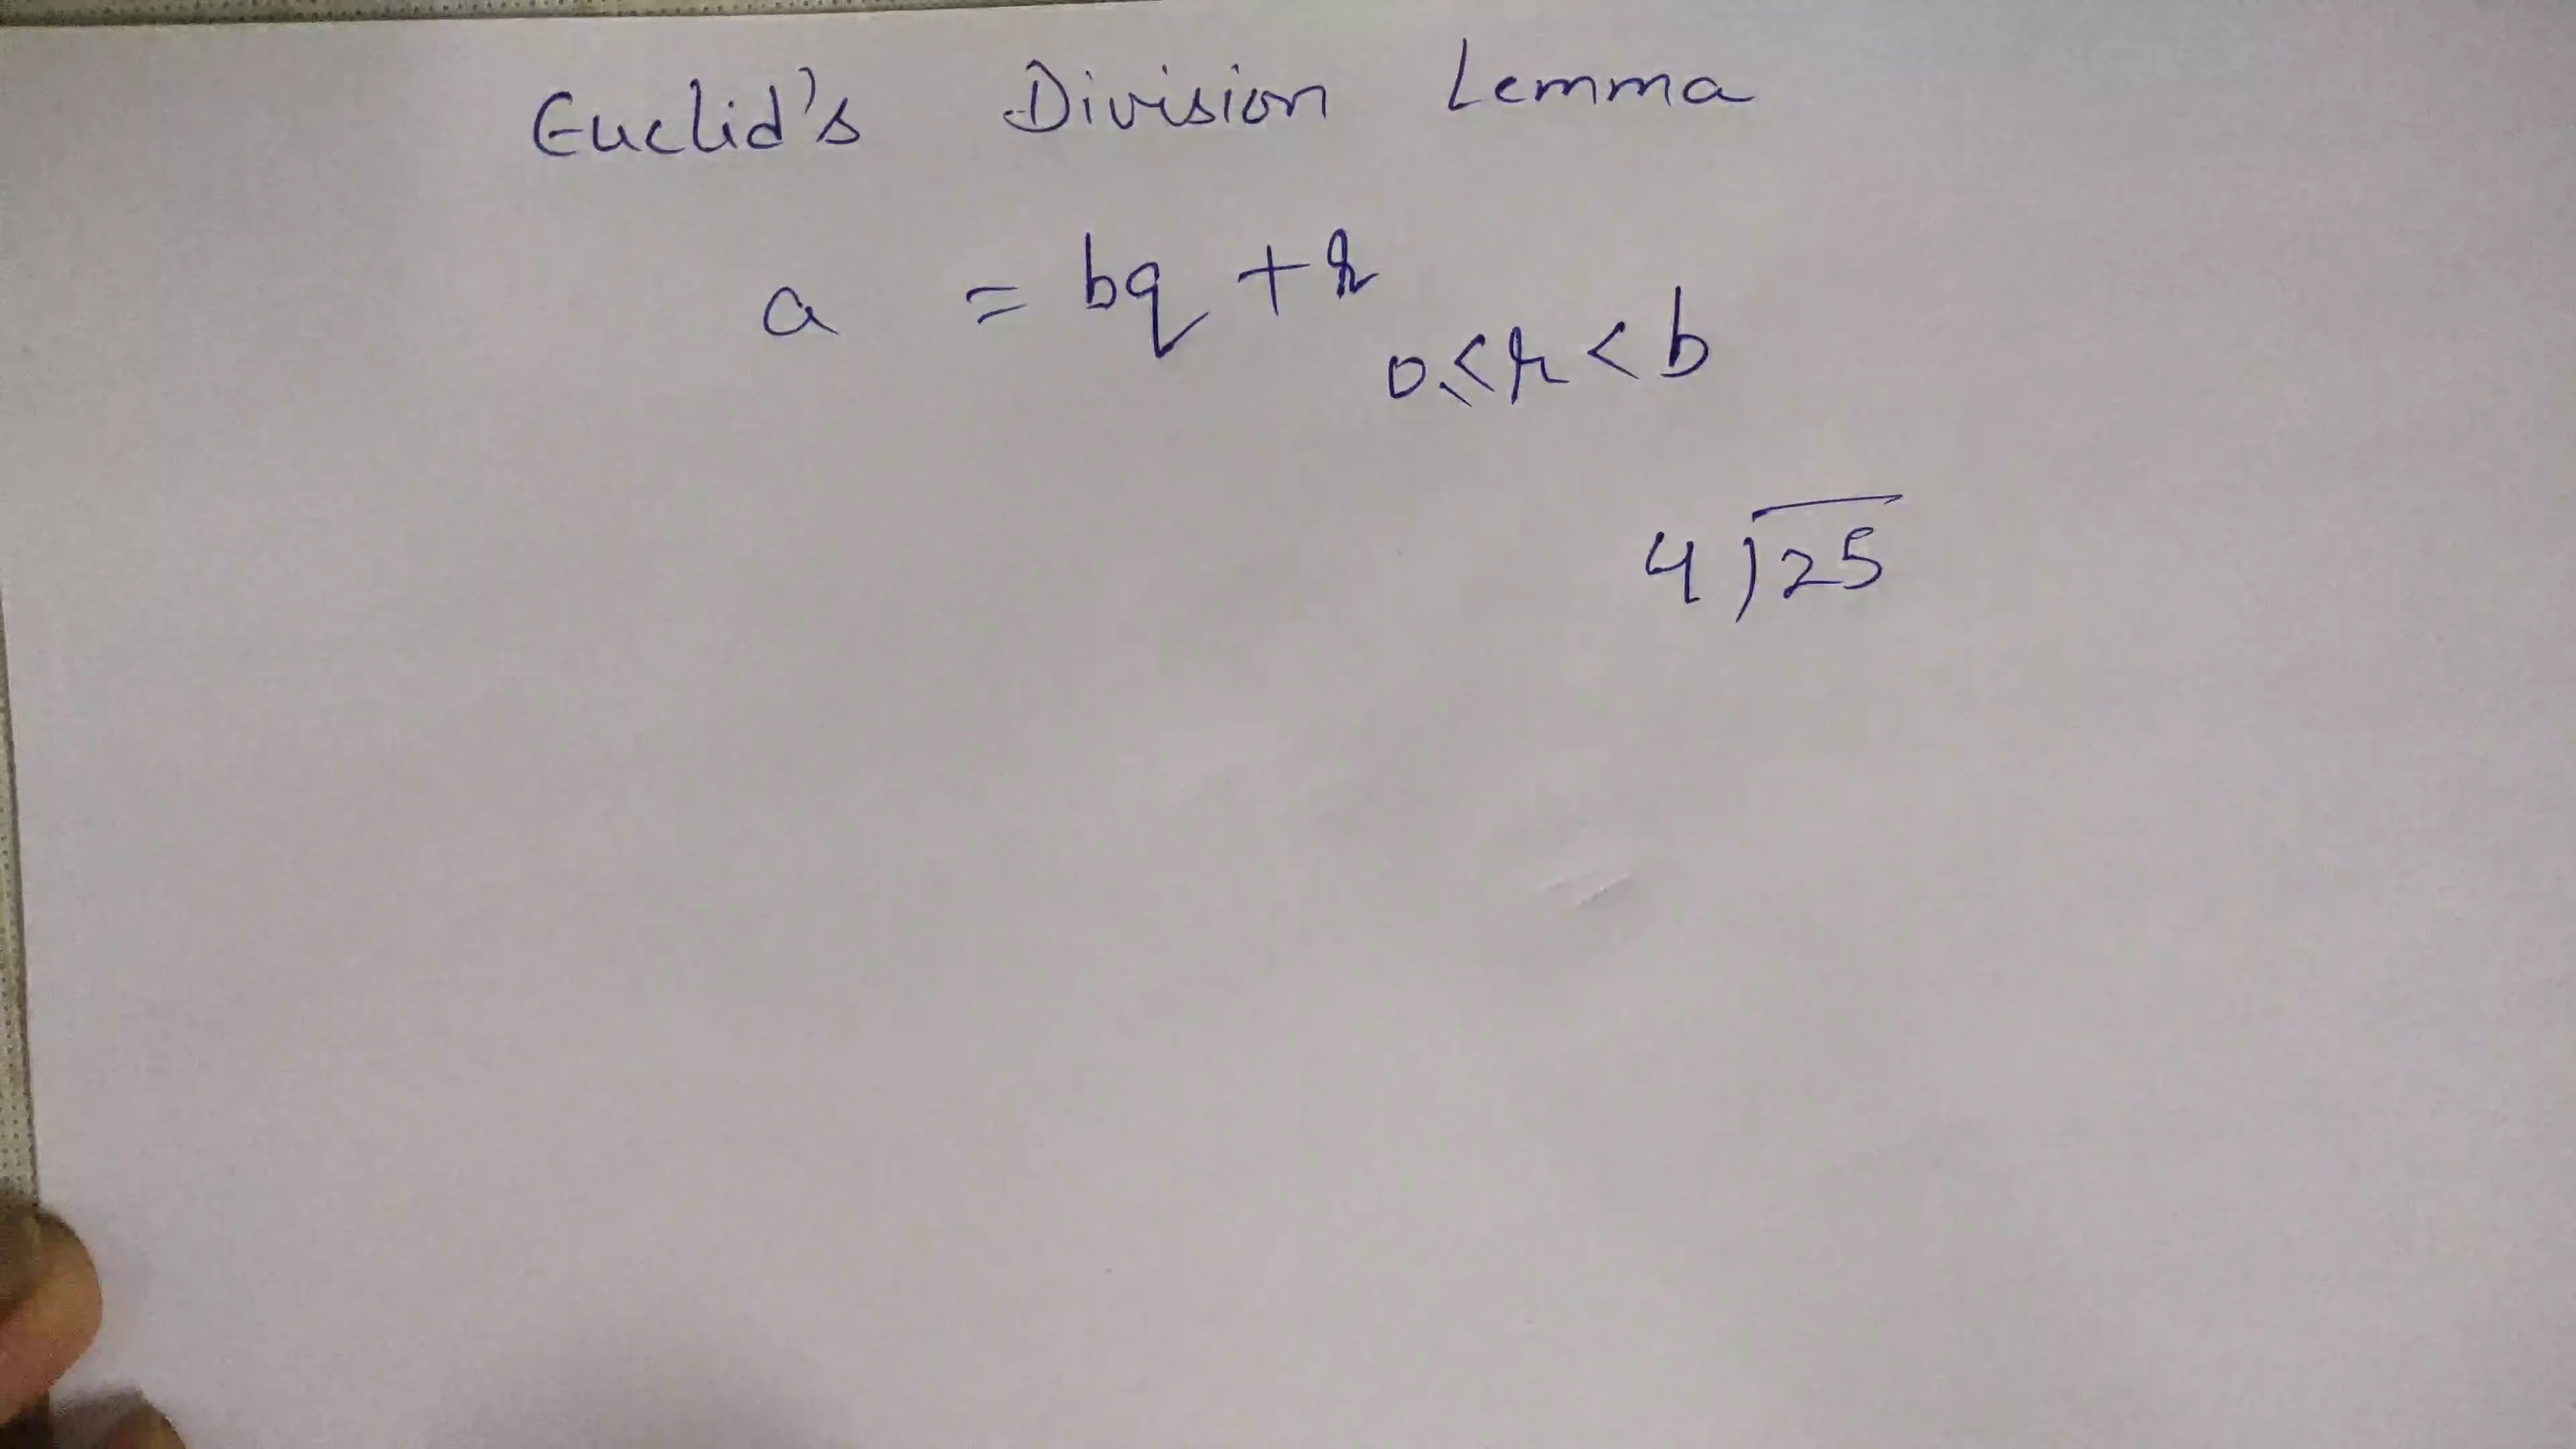 Euclid's Division Lemma
a = bq + r
0 ≤ r < b
4)25